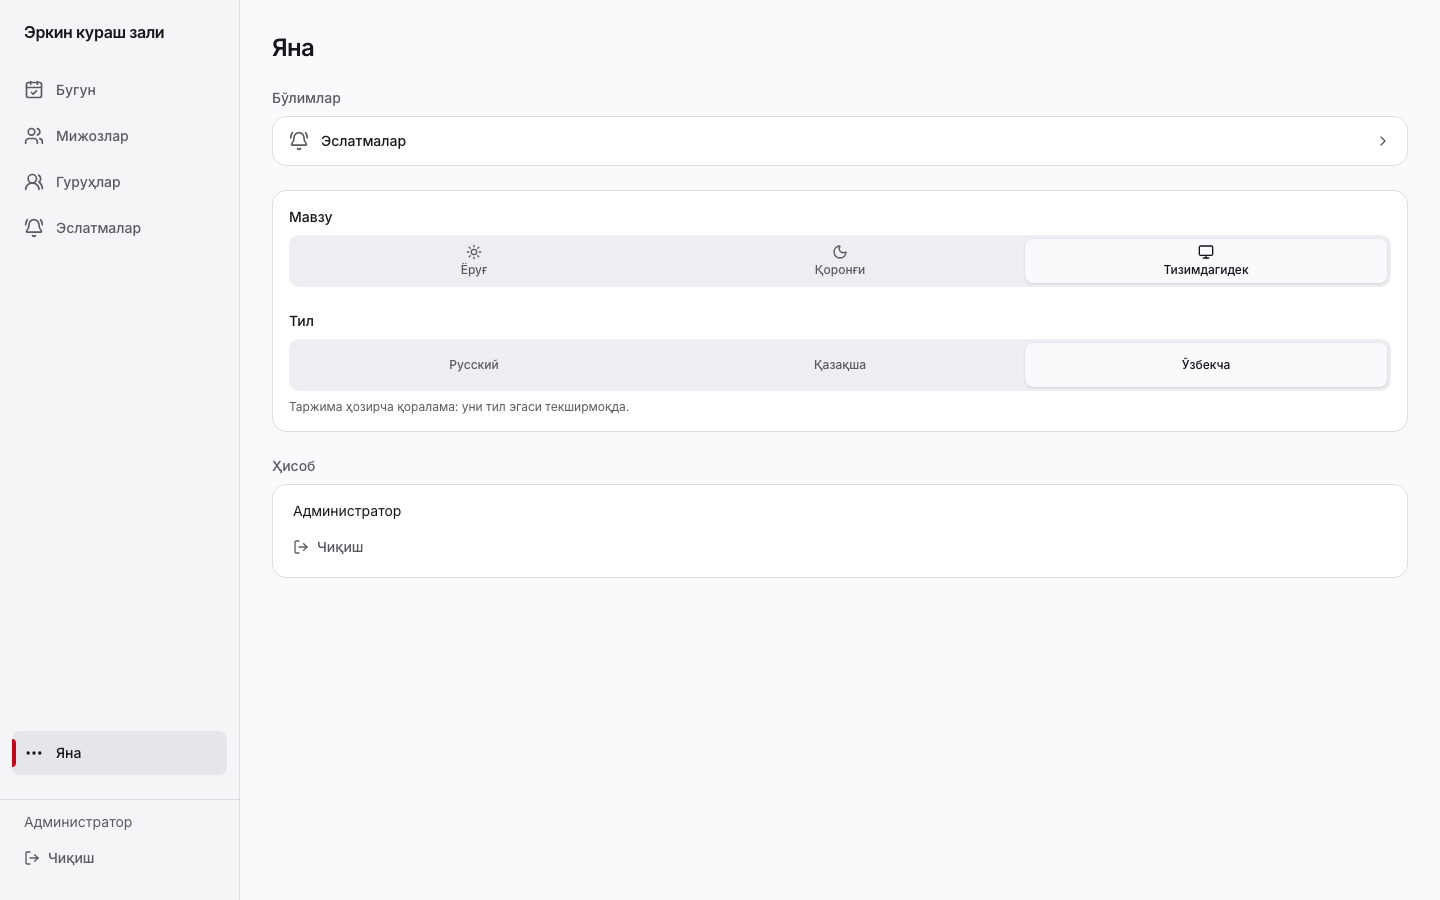 Эркин кураш зали
Бугун
Мижозлар
Гуруҳлар
Эслатмалар
Яна
Администратор
Чиқиш
Яна
Бўлимлар
Эслатмалар
Мавзу
Ёруғ
Қоронғи
Тизимдагидек
Тил
Русский
Қазақша
Ўзбекча
Таржима ҳозирча қоралама: уни тил эгаси текширмоқда.
Ҳисоб
Администратор
Чиқиш